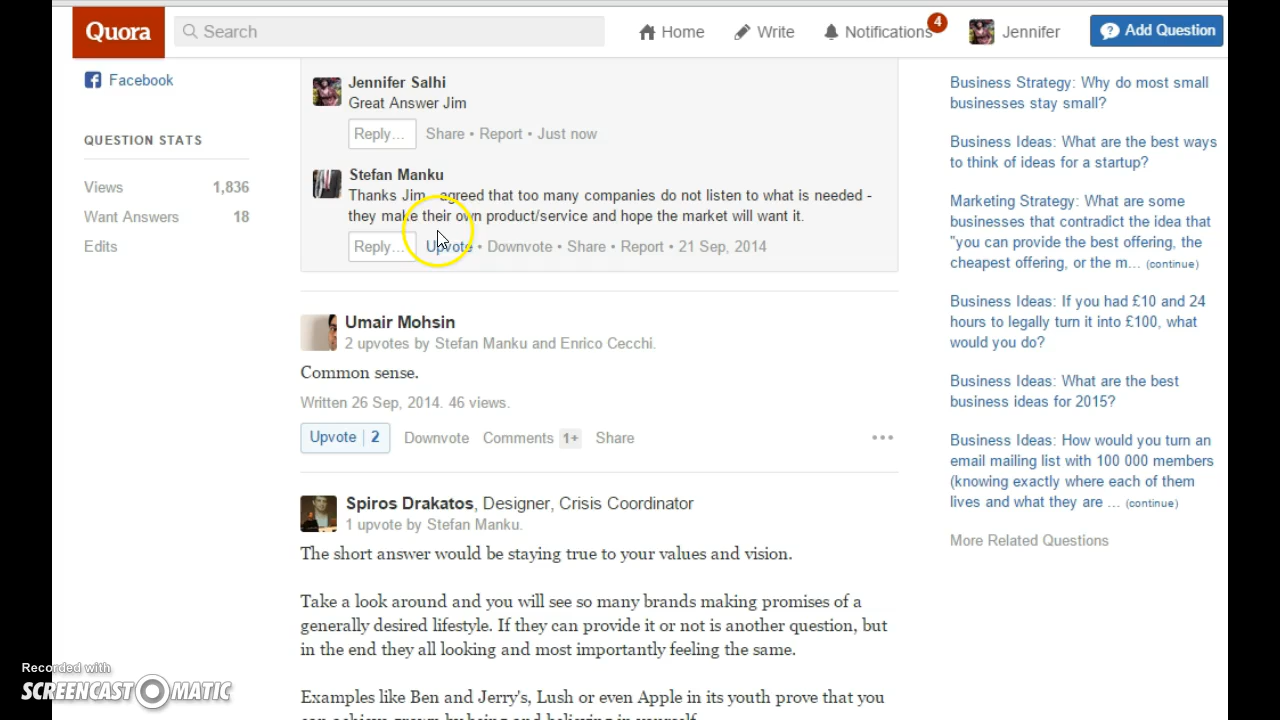 Quora
Search
Home
Write
Notifications
4
Jennifer
Add Question
Facebook
QUESTION STATS
Views 1,836
Want Answers 18
Edits
Jennifer Salhi
Great Answer Jim
Reply... Share • Report • Just now
Stefan Manku
Thanks Jim - agreed that too many companies do not listen to what is needed -
they make their own product/service and hope the market will want it.
Reply... Upvote • Downvote • Share • Report • 21 Sep, 2014
Umair Mohsin
2 upvotes by Stefan Manku and Enrico Cecchi.
Common sense.
Written 26 Sep, 2014. 46 views.
Upvote | 2 Downvote Comments 1+ Share
Spiros Drakatos, Designer, Crisis Coordinator
1 upvote by Stefan Manku.
The short answer would be staying true to your values and vision.
Take a look around and you will see so many brands making promises of a
generally desired lifestyle. If they can provide it or not is another question, but
in the end they all looking and most importantly feeling the same.
Examples like Ben and Jerry's, Lush or even Apple in its youth prove that you
Business Strategy: Why do most small
businesses stay small?
Business Ideas: What are the best ways
to think of ideas for a startup?
Marketing Strategy: What are some
businesses that contradict the idea that
"you can provide the best offering, the
cheapest offering, or the m... (continue)
Business Ideas: If you had £10 and 24
hours to legally turn it into £100, what
would you do?
Business Ideas: What are the best
business ideas for 2015?
Business Ideas: How would you turn an
email mailing list with 100 000 members
(knowing exactly where each of them
lives and what they are ... (continue)
More Related Questions
Recorded with
SCREENCAST-O-MATIC